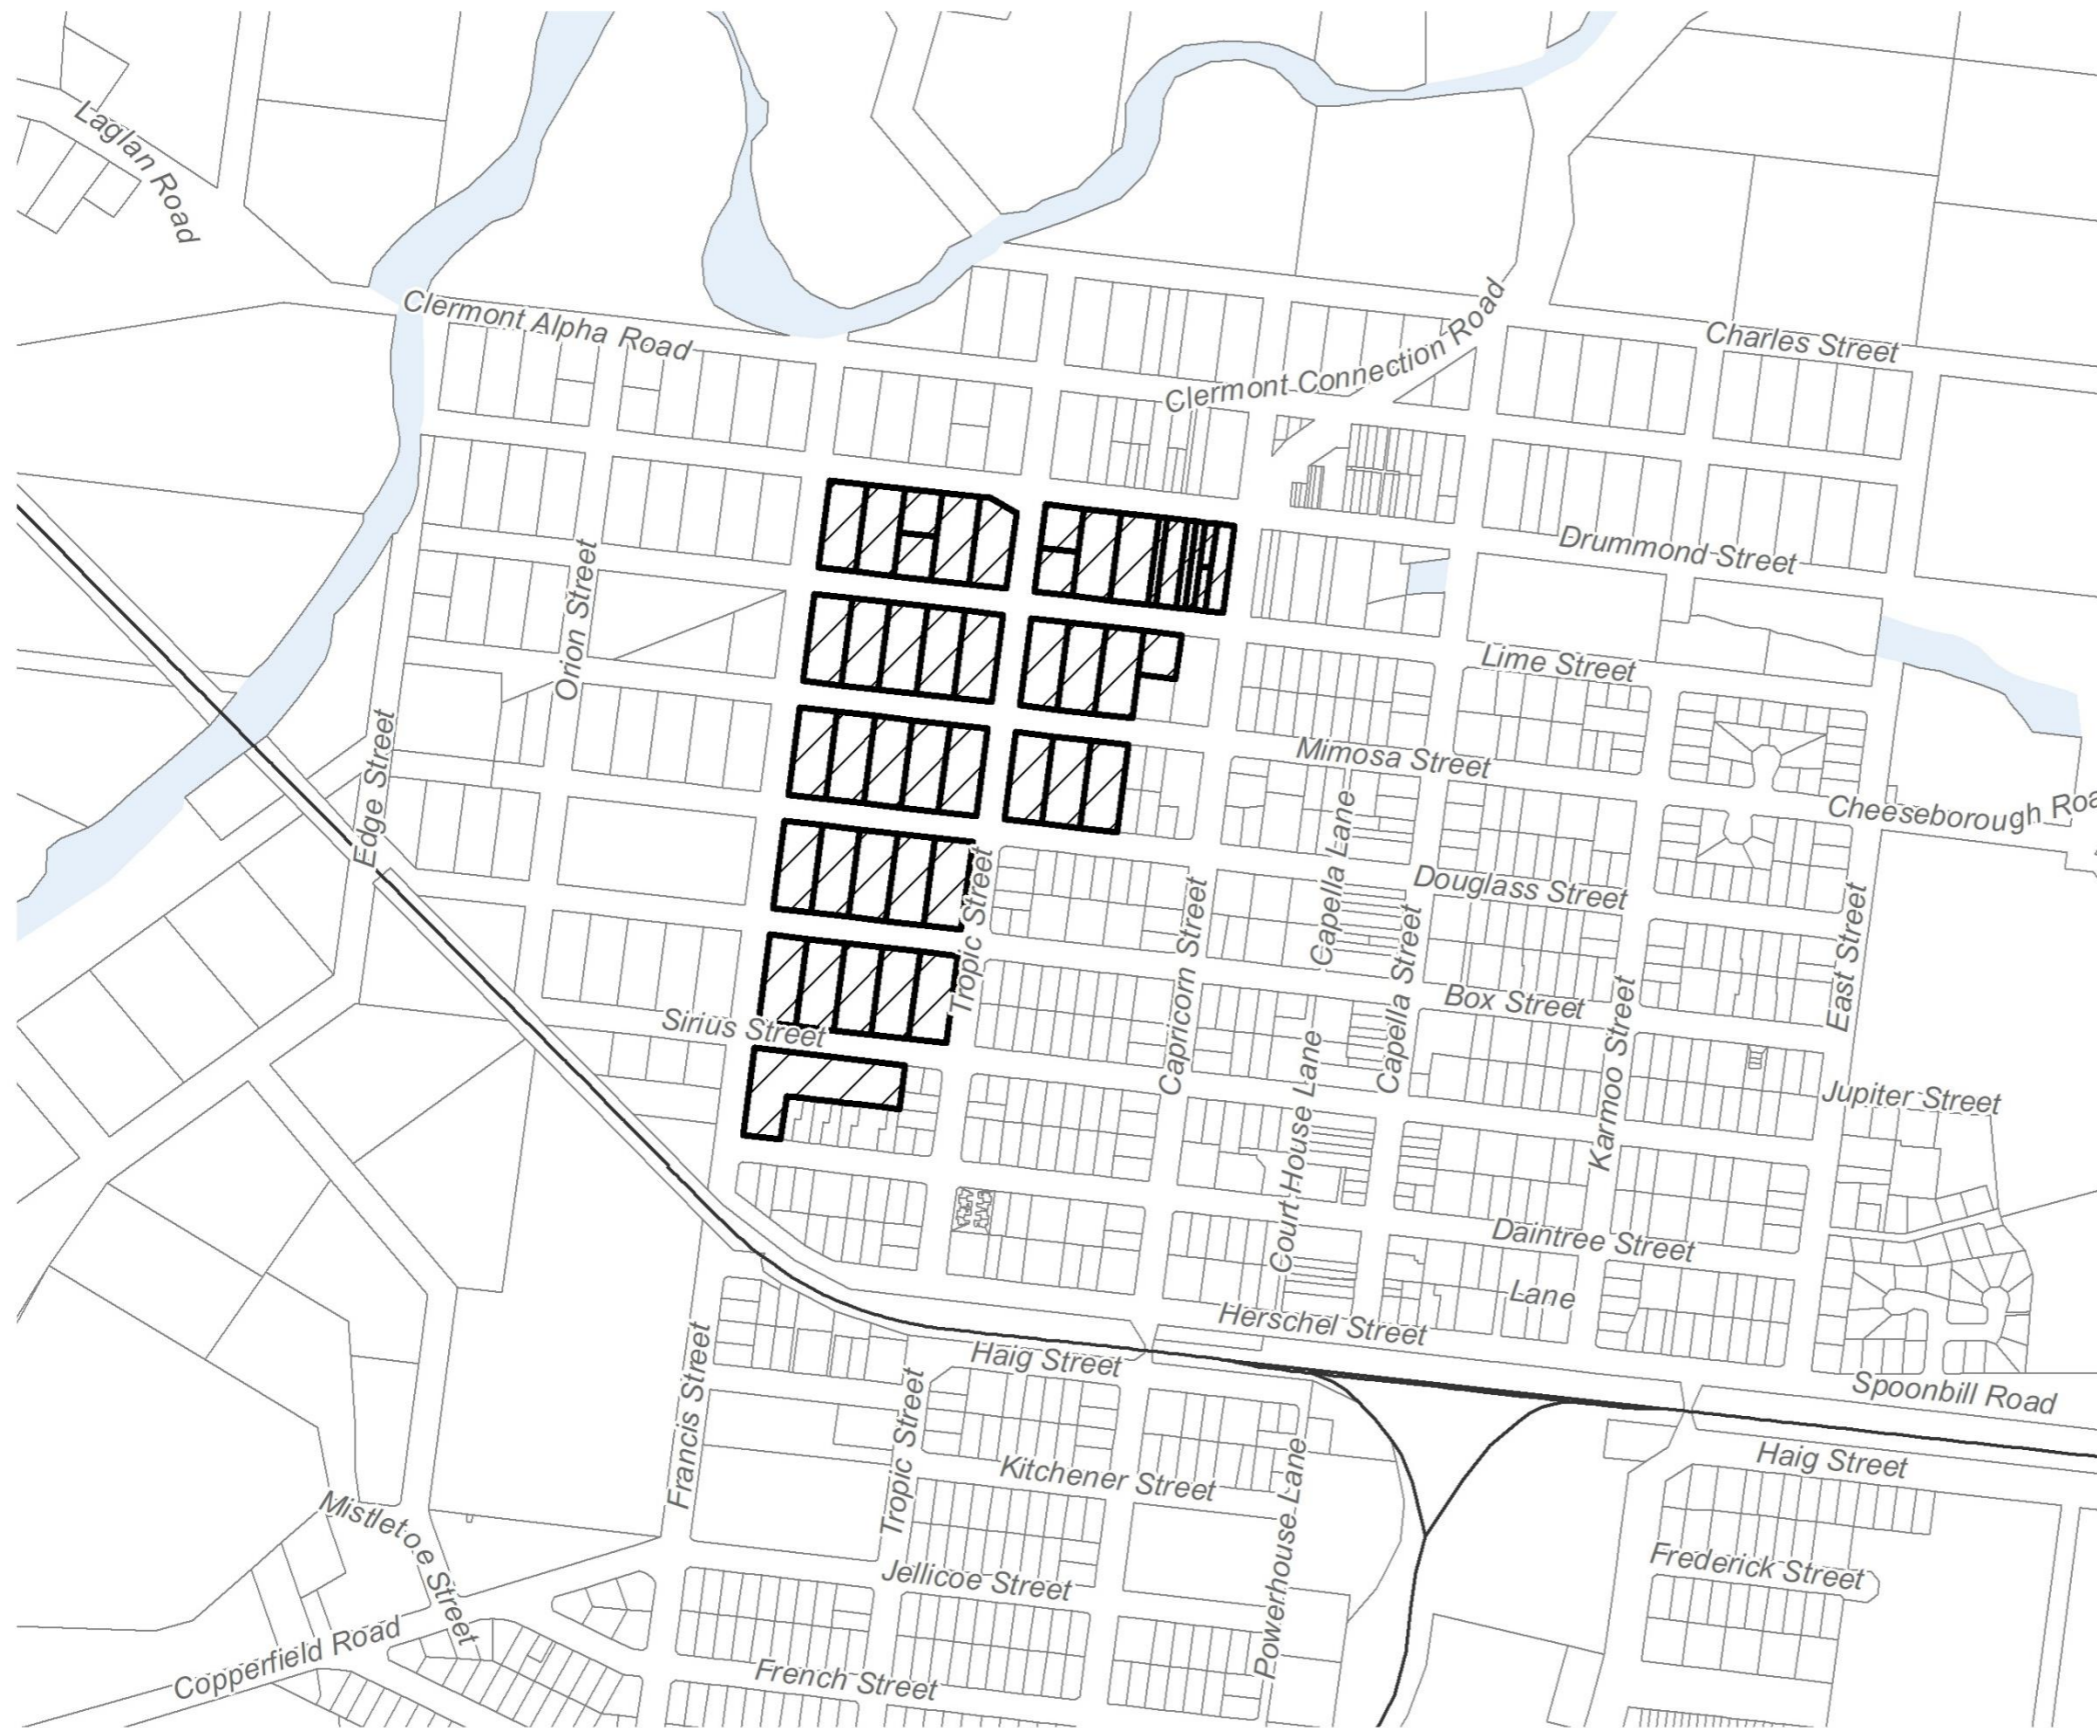 Laglan Road
Clermont Alpha Road
Clermont Connection Road
Charles Street
Drummond Street
Orion Street
Lime Street
Edge Street
Mimosa Street
Cheeseborough Roa
Capella Lane
Douglass Street
Tropic Street
Capricorn Street
Capella Street
East Street
Box Street
Sirius Street
Karmoo Street
Court House Lane
Jupiter Street
Daintree Street
Lane
Herschel Street
Haig Street
Francis Street
Tropic Street
Spoonbill Road
Haig Street
Kitchener Street
Powerhouse Lane
Mistletoe Street
Jellicoe Street
Frederick Street
Copperfield Road
French Street